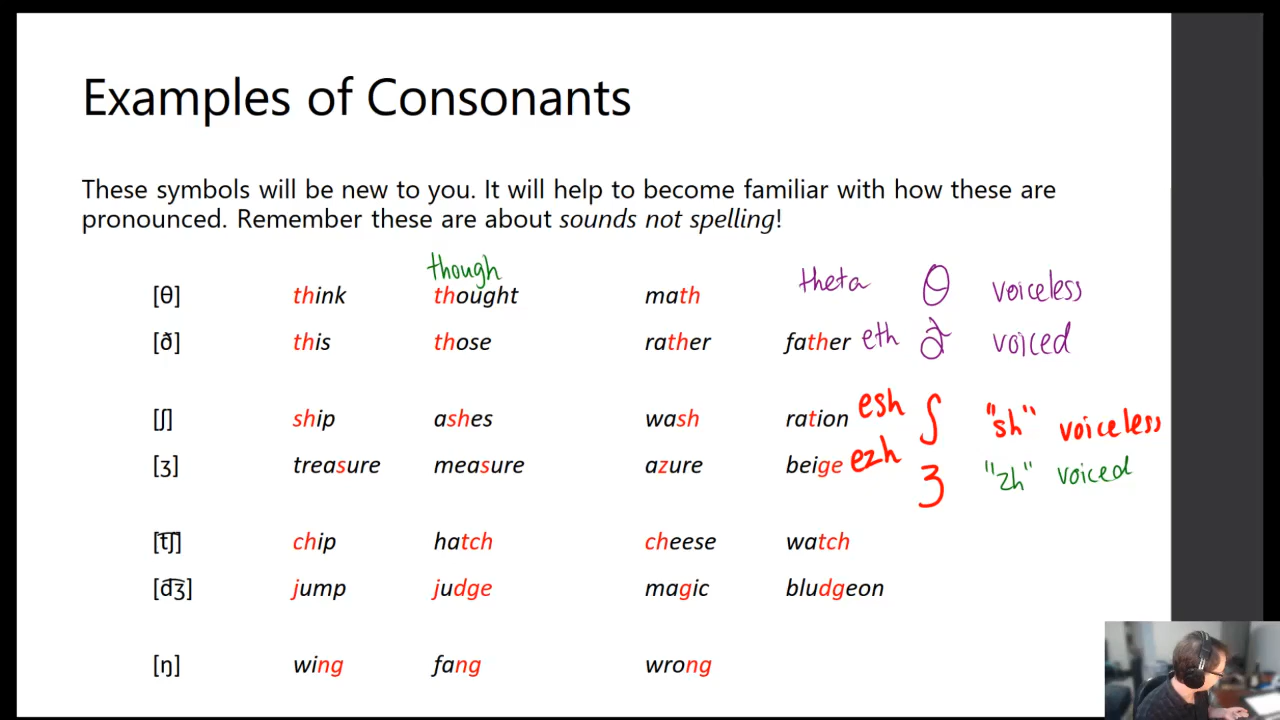 Examples of Consonants
These symbols will be new to you. It will help to become familiar with how these are
pronounced. Remember these are about sounds not spelling!
though
[θ] think thought math theta θ voiceless
[ð] this those rather father eth ð voiced
[ʃ] ship ashes wash ration esh ʃ "sh" voiceless
[ʒ] treasure measure azure beige ezh ʒ "zh" voiced
[t͡ʃ] chip hatch cheese watch
[d͡ʒ] jump judge magic bludgeon
[ŋ] wing fang wrong